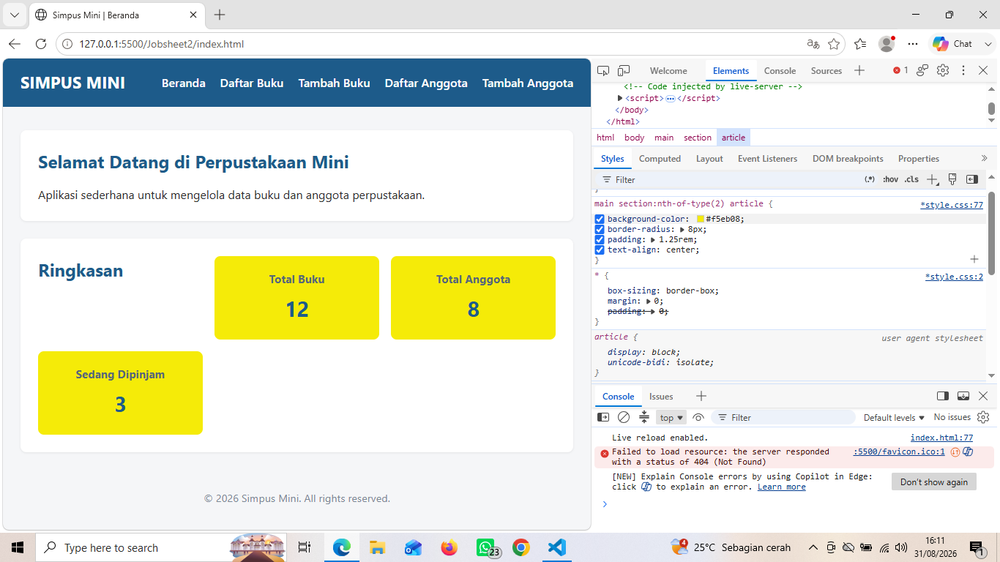 Simpus Mini | Beranda
127.0.0.1:5500/Jobsheet2/index.html
Chat
SIMPUS MINI
Beranda
Daftar Buku
Tambah Buku
Daftar Anggota
Tambah Anggota
Selamat Datang di Perpustakaan Mini
Aplikasi sederhana untuk mengelola data buku dan anggota perpustakaan.
Ringkasan
Total Buku
12
Total Anggota
8
Sedang Dipinjam
3
© 2026 Simpus Mini. All rights reserved.
Welcome
Elements
Console
Sources
1
<!-- Code injected by live-server -->
<script>…</script>
</body>
</html>
html
body
main
section
article
Styles
Computed
Layout
Event Listeners
DOM breakpoints
Properties
Filter
:hov
.cls
}
main section:nth-of-type(2) article {
*style.css:77
background-color: #f5eb08;
border-radius: 8px;
padding: 1.25rem;
text-align: center;
}
* {
*style.css:2
box-sizing: border-box;
margin: 0;
padding: 0;
}
article {
user agent stylesheet
display: block;
unicode-bidi: isolate;
}
Console
Issues
top
Filter
Default levels
No issues
Live reload enabled.
index.html:77
Failed to load resource: the server responded
:5500/favicon.ico:1
with a status of 404 (Not Found)
[NEW] Explain Console errors by using Copilot in Edge:
click to explain an error. Learn more
Don't show again
Type here to search
23
4
25°C Sebagian cerah
16:11
31/08/2026
1